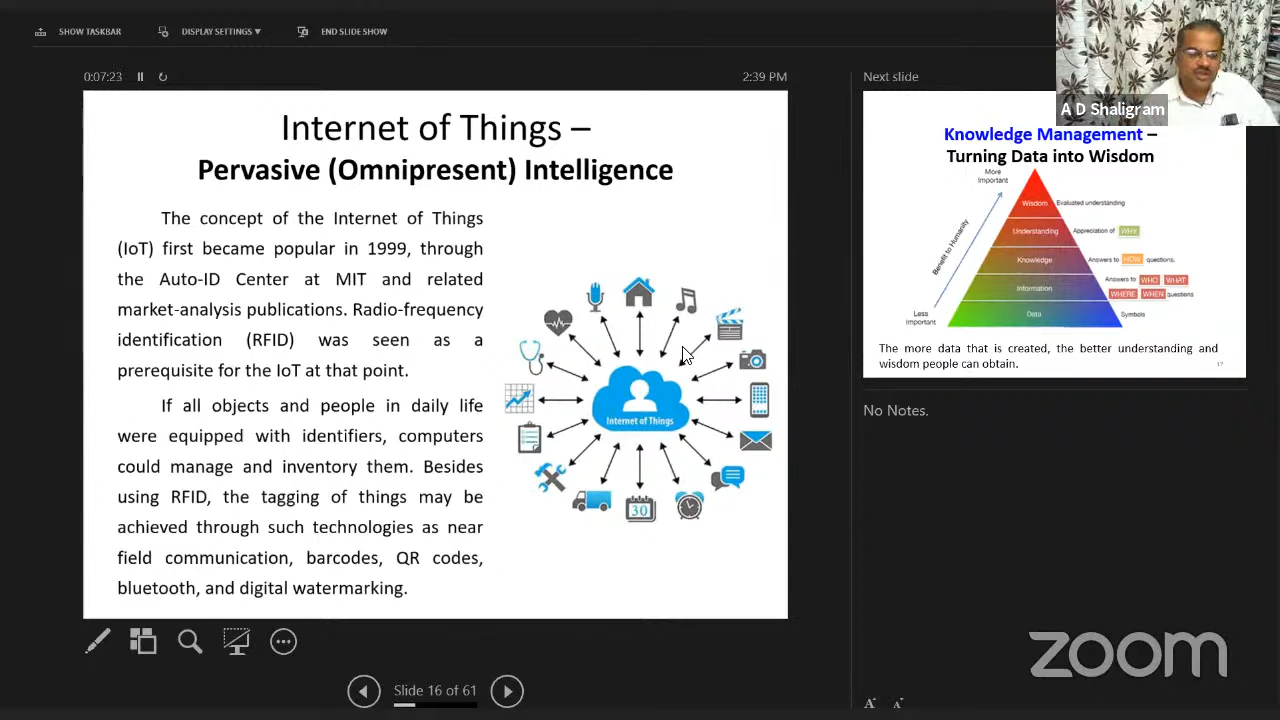 SHOW TASKBAR
DISPLAY SETTINGS ▼
END SLIDE SHOW
0:07:23
2:39 PM
Internet of Things –
Pervasive (Omnipresent) Intelligence
The concept of the Internet of Things
(IoT) first became popular in 1999, through
the Auto-ID Center at MIT and related
market-analysis publications. Radio-frequency
identification (RFID) was seen as a
prerequisite for the IoT at that point.
If all objects and people in daily life
were equipped with identifiers, computers
could manage and inventory them. Besides
using RFID, the tagging of things may be
achieved through such technologies as near
field communication, barcodes, QR codes,
bluetooth, and digital watermarking.
Internet of Things
30
Slide 16 of 61
Next slide
A D Shaligram
Knowledge Management –
Turning Data into Wisdom
More
Important
Benefit to Humanity
Less
Important
Wisdom
Evaluated understanding
Understanding
Appreciation of WHY
Knowledge
Answers to HOW questions.
Information
Answers to WHO WHAT
WHERE WHEN questions
Data
Symbols
The more data that is created, the better understanding and
wisdom people can obtain.
17
No Notes.
zoom
A A